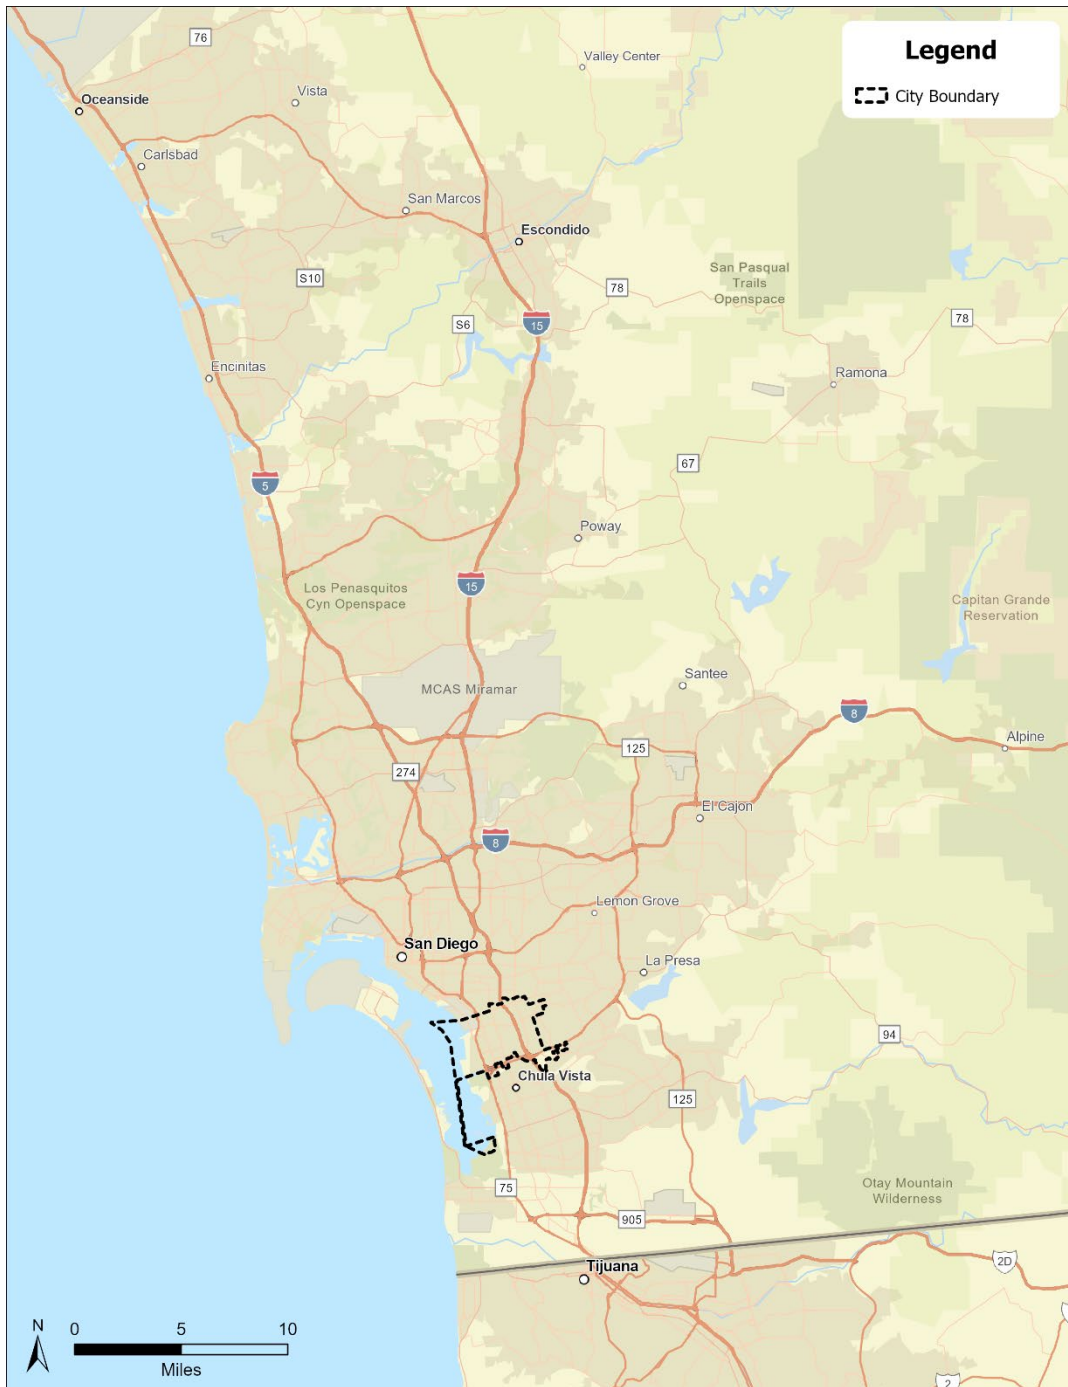 76
Valley Center
Legend
City Boundary
Oceanside
Vista
Carlsbad
San Marcos
Escondido
S10
78
San Pasqual
Trails
Openspace
S6
15
78
Encinitas
Ramona
67
5
Poway
Los Penasquitos
Cyn Openspace
15
Capitan Grande
Reservation
Santee
MCAS Miramar
8
125
Alpine
274
El Cajon
8
Lemon Grove
San Diego
La Presa
94
Chula Vista
125
Otay Mountain
Wilderness
75
905
Tijuana
2D
N
0 5 10
Miles
2